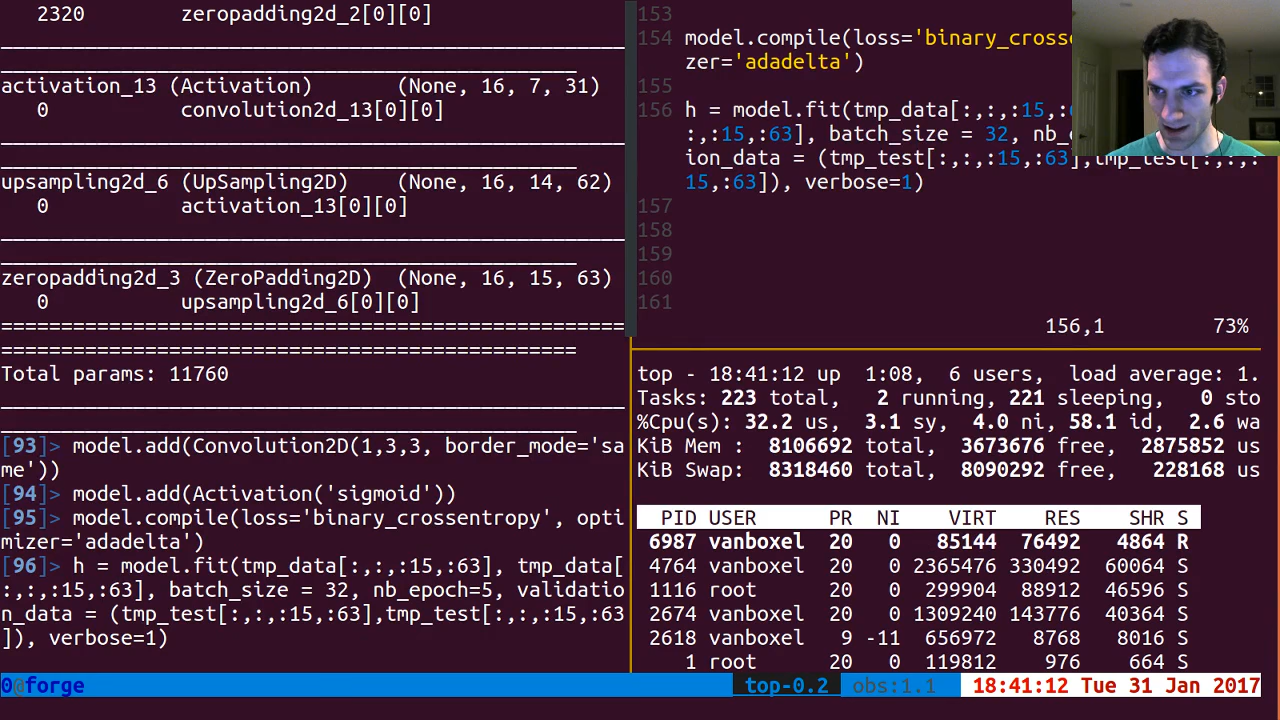 2320 zeropadding2d_2[0][0]
activation_13 (Activation) (None, 16, 7, 31)
0 convolution2d_13[0][0]
upsampling2d_6 (UpSampling2D) (None, 16, 14, 62)
0 activation_13[0][0]
zeropadding2d_3 (ZeroPadding2D) (None, 16, 15, 63)
0 upsampling2d_6[0][0]
====================================================
================================================
Total params: 11760
[93]> model.add(Convolution2D(1,3,3, border_mode='sa
me'))
[94]> model.add(Activation('sigmoid'))
[95]> model.compile(loss='binary_crossentropy', opti
mizer='adadelta')
[96]> h = model.fit(tmp_data[:,:,:15,:63], tmp_data[
:,:,:15,:63], batch_size = 32, nb_epoch=5, validatio
n_data = (tmp_test[:,:,:15,:63],tmp_test[:,:,:15,:63
]), verbose=1)
153
154 model.compile(loss='binary_cross
zer='adadelta')
155
156 h = model.fit(tmp_data[:,:,:15,:
:,:15,:63], batch_size = 32, nb_
ion_data = (tmp_test[:,:,:15,:63],tmp_test[:,:,:
15,:63]), verbose=1)
157
158
159
160
161
156,1 73%
top - 18:41:12 up 1:08, 6 users, load average: 1.
Tasks: 223 total, 2 running, 221 sleeping, 0 sto
%Cpu(s): 32.2 us, 3.1 sy, 4.0 ni, 58.1 id, 2.6 wa
KiB Mem : 8106692 total, 3673676 free, 2875852 us
KiB Swap: 8318460 total, 8090292 free, 228168 us
PID USER PR NI VIRT RES SHR S
6987 vanboxel 20 0 85144 76492 4864 R
4764 vanboxel 20 0 2365476 330492 60064 S
1116 root 20 0 299904 88912 46596 S
2674 vanboxel 20 0 1309240 143776 40364 S
2618 vanboxel 9 -11 656972 8768 8016 S
1 root 20 0 119812 976 664 S
0@forge top-0.2 obs:1.1 18:41:12 Tue 31 Jan 2017